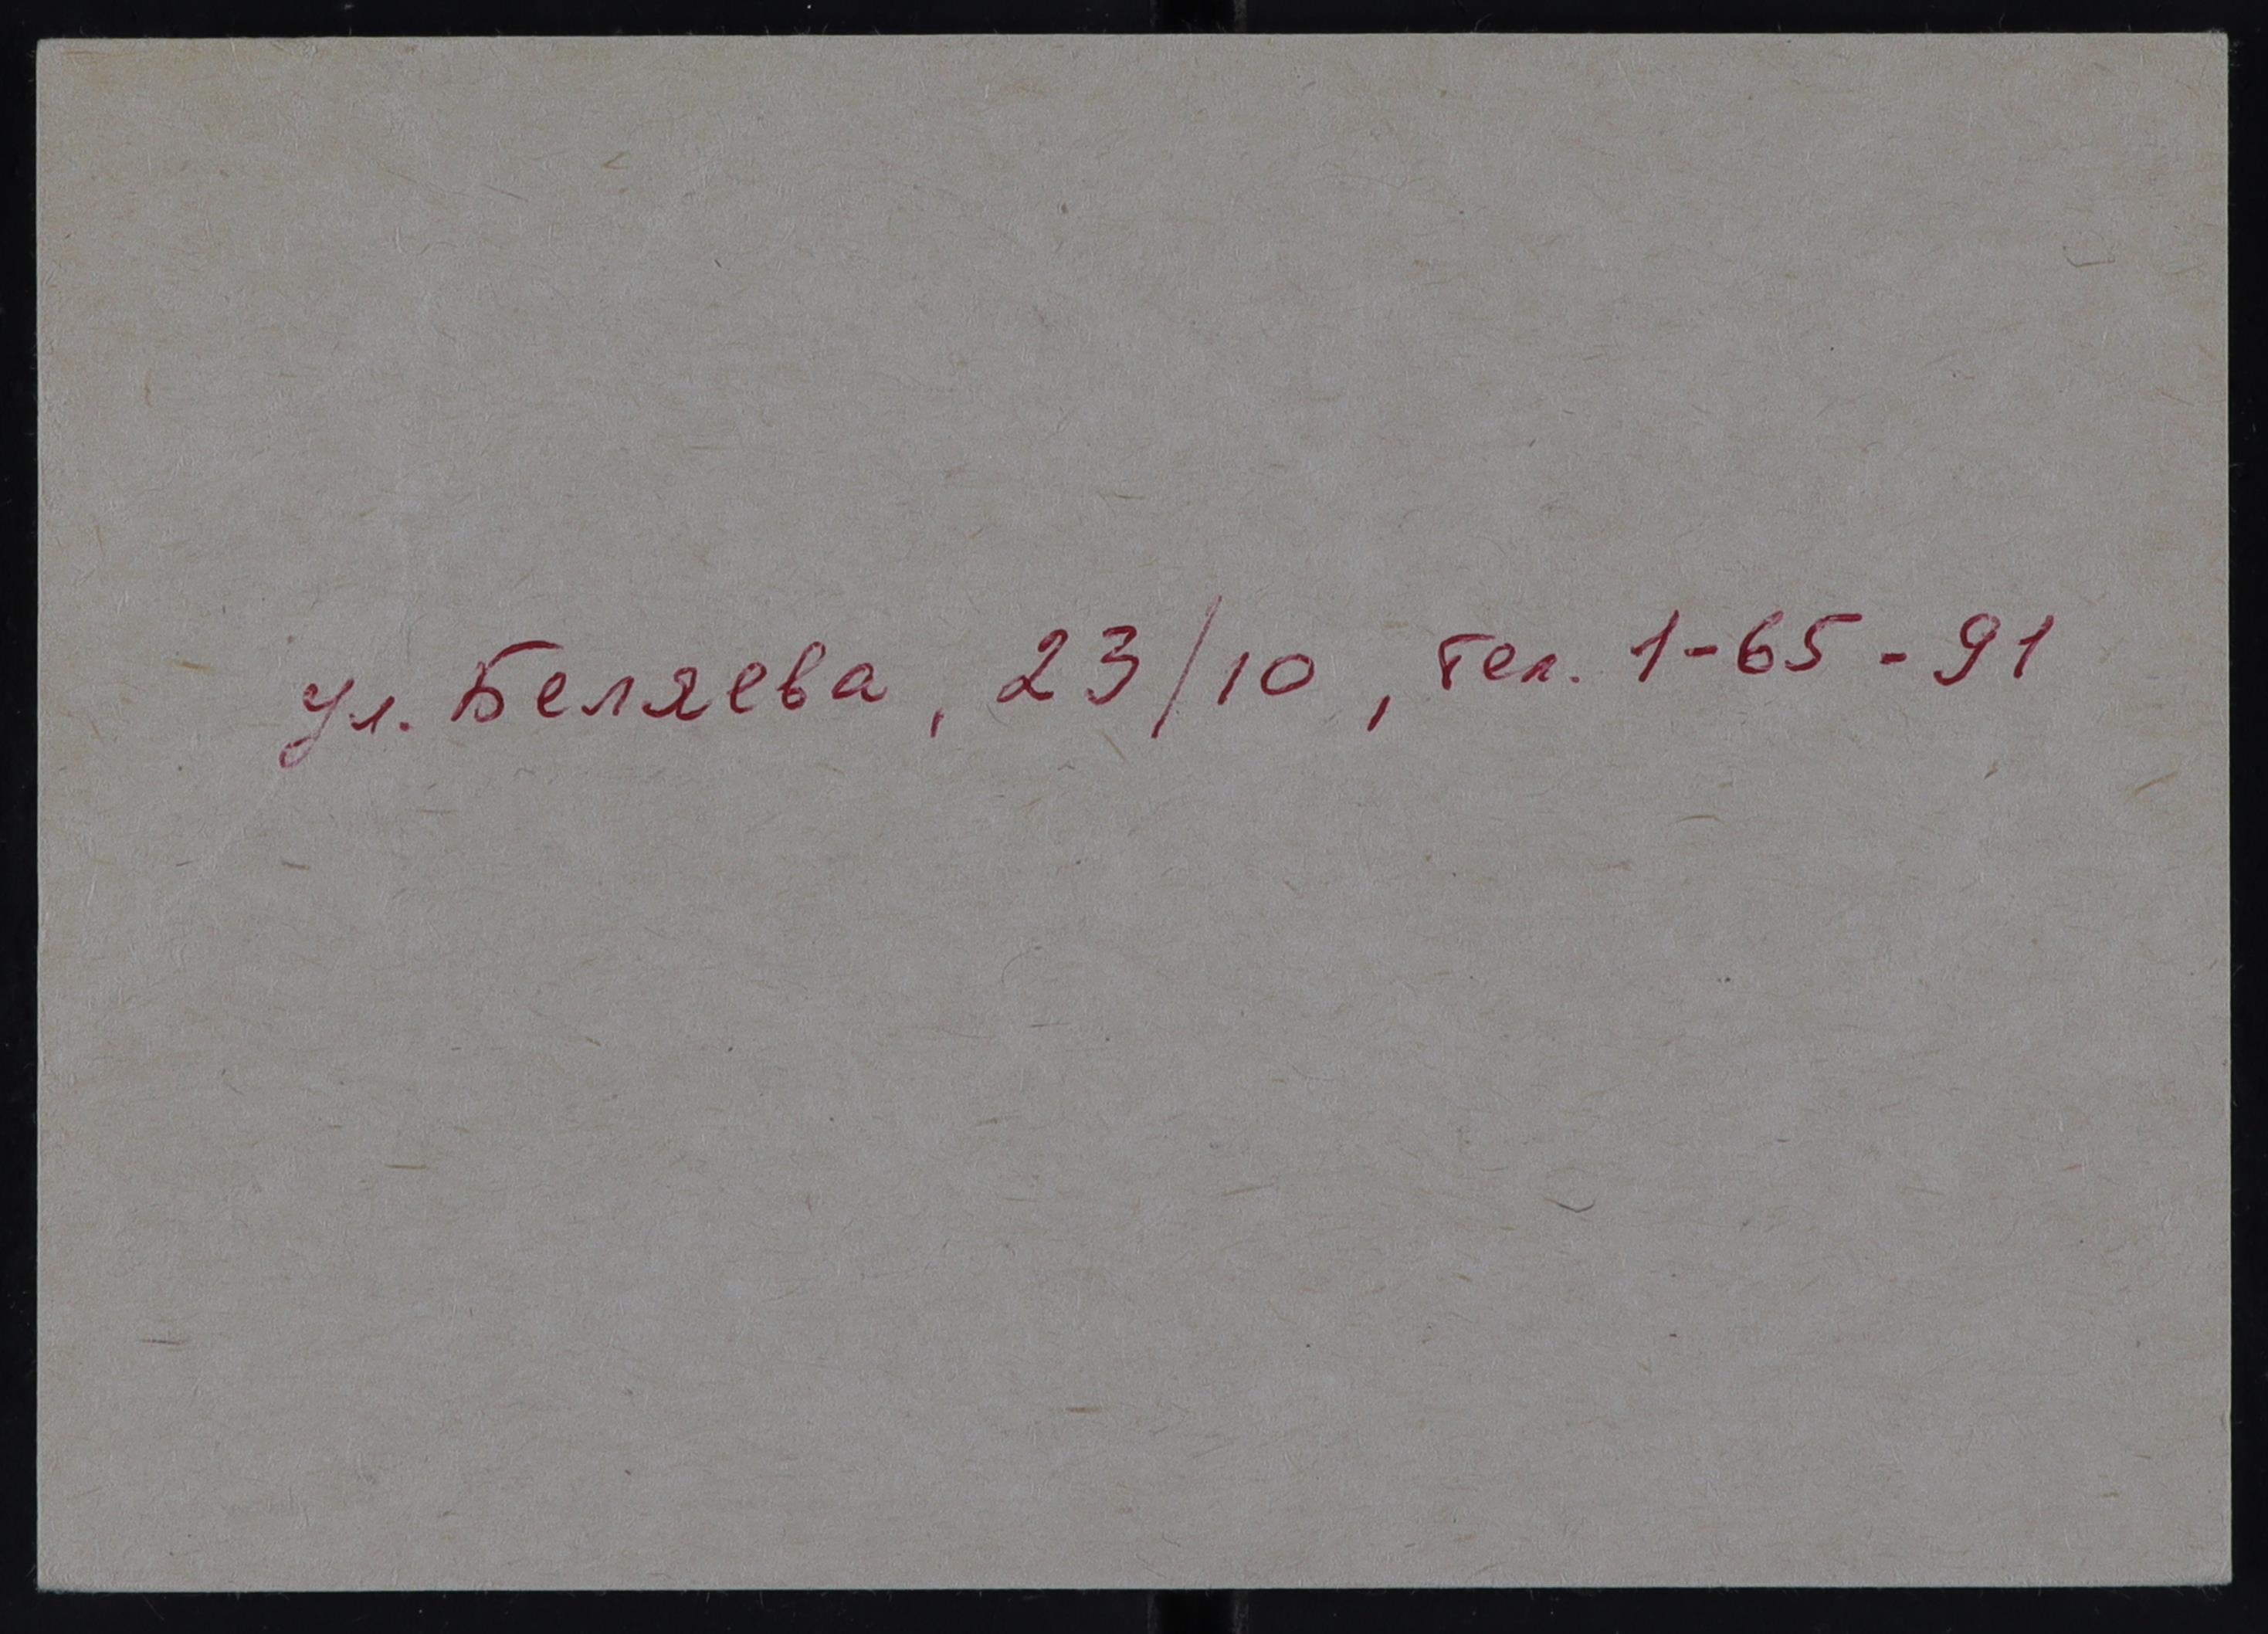 ул. Беляева, 23/10, тел. 1-65-91